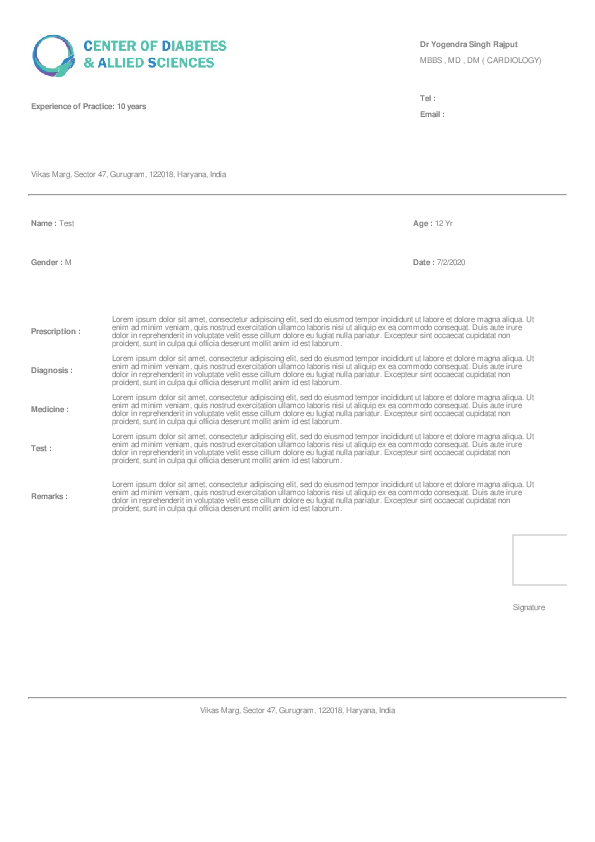 CENTER OF DIABETES
& ALLIED SCIENCES
Dr Yogendra Singh Rajput
MBBS , MD , DM ( CARDIOLOGY)
Tel :
Email :
Experience of Practice: 10 years
Vikas Marg, Sector 47, Gurugram, 122018, Haryana, India
Name : Test
Age : 12 Yr
Gender : M
Date : 7/2/2020
Prescription :
Lorem ipsum dolor sit amet, consectetur adipiscing elit, sed do eiusmod tempor incididunt ut labore et dolore magna aliqua. Ut
enim ad minim veniam, quis nostrud exercitation ullamco laboris nisi ut aliquip ex ea commodo consequat. Duis aute irure
dolor in reprehenderit in voluptate velit esse cillum dolore eu fugiat nulla pariatur. Excepteur sint occaecat cupidatat non
proident, sunt in culpa qui officia deserunt mollit anim id est laborum.
Diagnosis :
Lorem ipsum dolor sit amet, consectetur adipiscing elit, sed do eiusmod tempor incididunt ut labore et dolore magna aliqua. Ut
enim ad minim veniam, quis nostrud exercitation ullamco laboris nisi ut aliquip ex ea commodo consequat. Duis aute irure
dolor in reprehenderit in voluptate velit esse cillum dolore eu fugiat nulla pariatur. Excepteur sint occaecat cupidatat non
proident, sunt in culpa qui officia deserunt mollit anim id est laborum.
Medicine :
Lorem ipsum dolor sit amet, consectetur adipiscing elit, sed do eiusmod tempor incididunt ut labore et dolore magna aliqua. Ut
enim ad minim veniam, quis nostrud exercitation ullamco laboris nisi ut aliquip ex ea commodo consequat. Duis aute irure
dolor in reprehenderit in voluptate velit esse cillum dolore eu fugiat nulla pariatur. Excepteur sint occaecat cupidatat non
proident, sunt in culpa qui officia deserunt mollit anim id est laborum.
Test :
Lorem ipsum dolor sit amet, consectetur adipiscing elit, sed do eiusmod tempor incididunt ut labore et dolore magna aliqua. Ut
enim ad minim veniam, quis nostrud exercitation ullamco laboris nisi ut aliquip ex ea commodo consequat. Duis aute irure
dolor in reprehenderit in voluptate velit esse cillum dolore eu fugiat nulla pariatur. Excepteur sint occaecat cupidatat non
proident, sunt in culpa qui officia deserunt mollit anim id est laborum.
Remarks :
Lorem ipsum dolor sit amet, consectetur adipiscing elit, sed do eiusmod tempor incididunt ut labore et dolore magna aliqua. Ut
enim ad minim veniam, quis nostrud exercitation ullamco laboris nisi ut aliquip ex ea commodo consequat. Duis aute irure
dolor in reprehenderit in voluptate velit esse cillum dolore eu fugiat nulla pariatur. Excepteur sint occaecat cupidatat non
proident, sunt in culpa qui officia deserunt mollit anim id est laborum.
Signature
Vikas Marg, Sector 47, Gurugram, 122018, Haryana, India